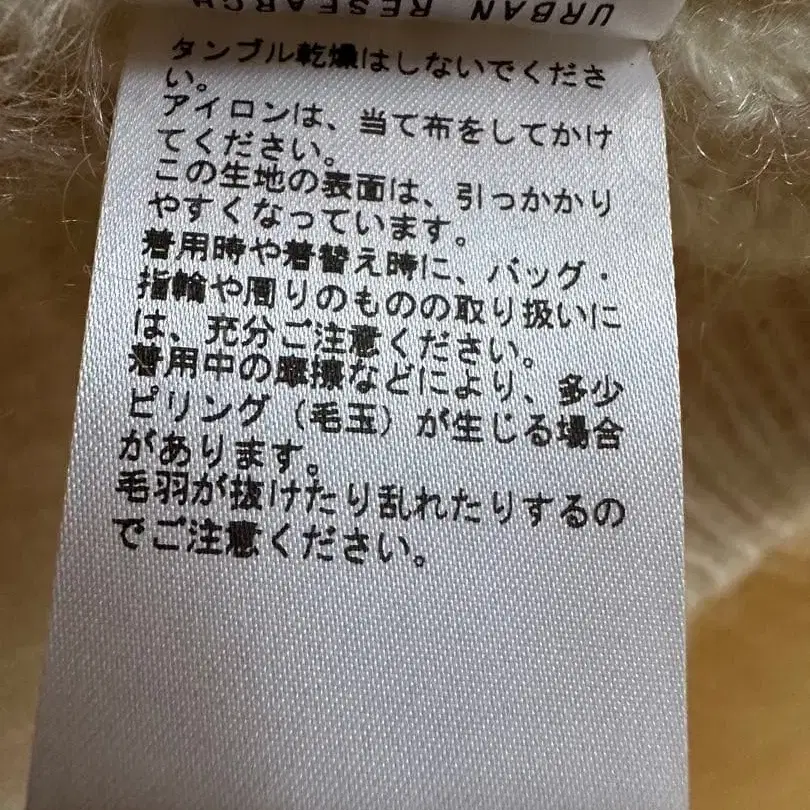 URBAN RESEARCH
タンブル乾燥はしないでくださ
い。
アイロンは、当て布をしてかけ
てください。
この生地の表面は、引っかかり
やすくなっています。
着用時や着替え時に、バッグ・
指輪や周りのものの取り扱いに
は、充分ご注意ください。
着用中の摩擦などにより、多少
ピリング（毛玉）が生じる場合
があります。
毛羽が抜けたり乱れたりするの
でご注意ください。